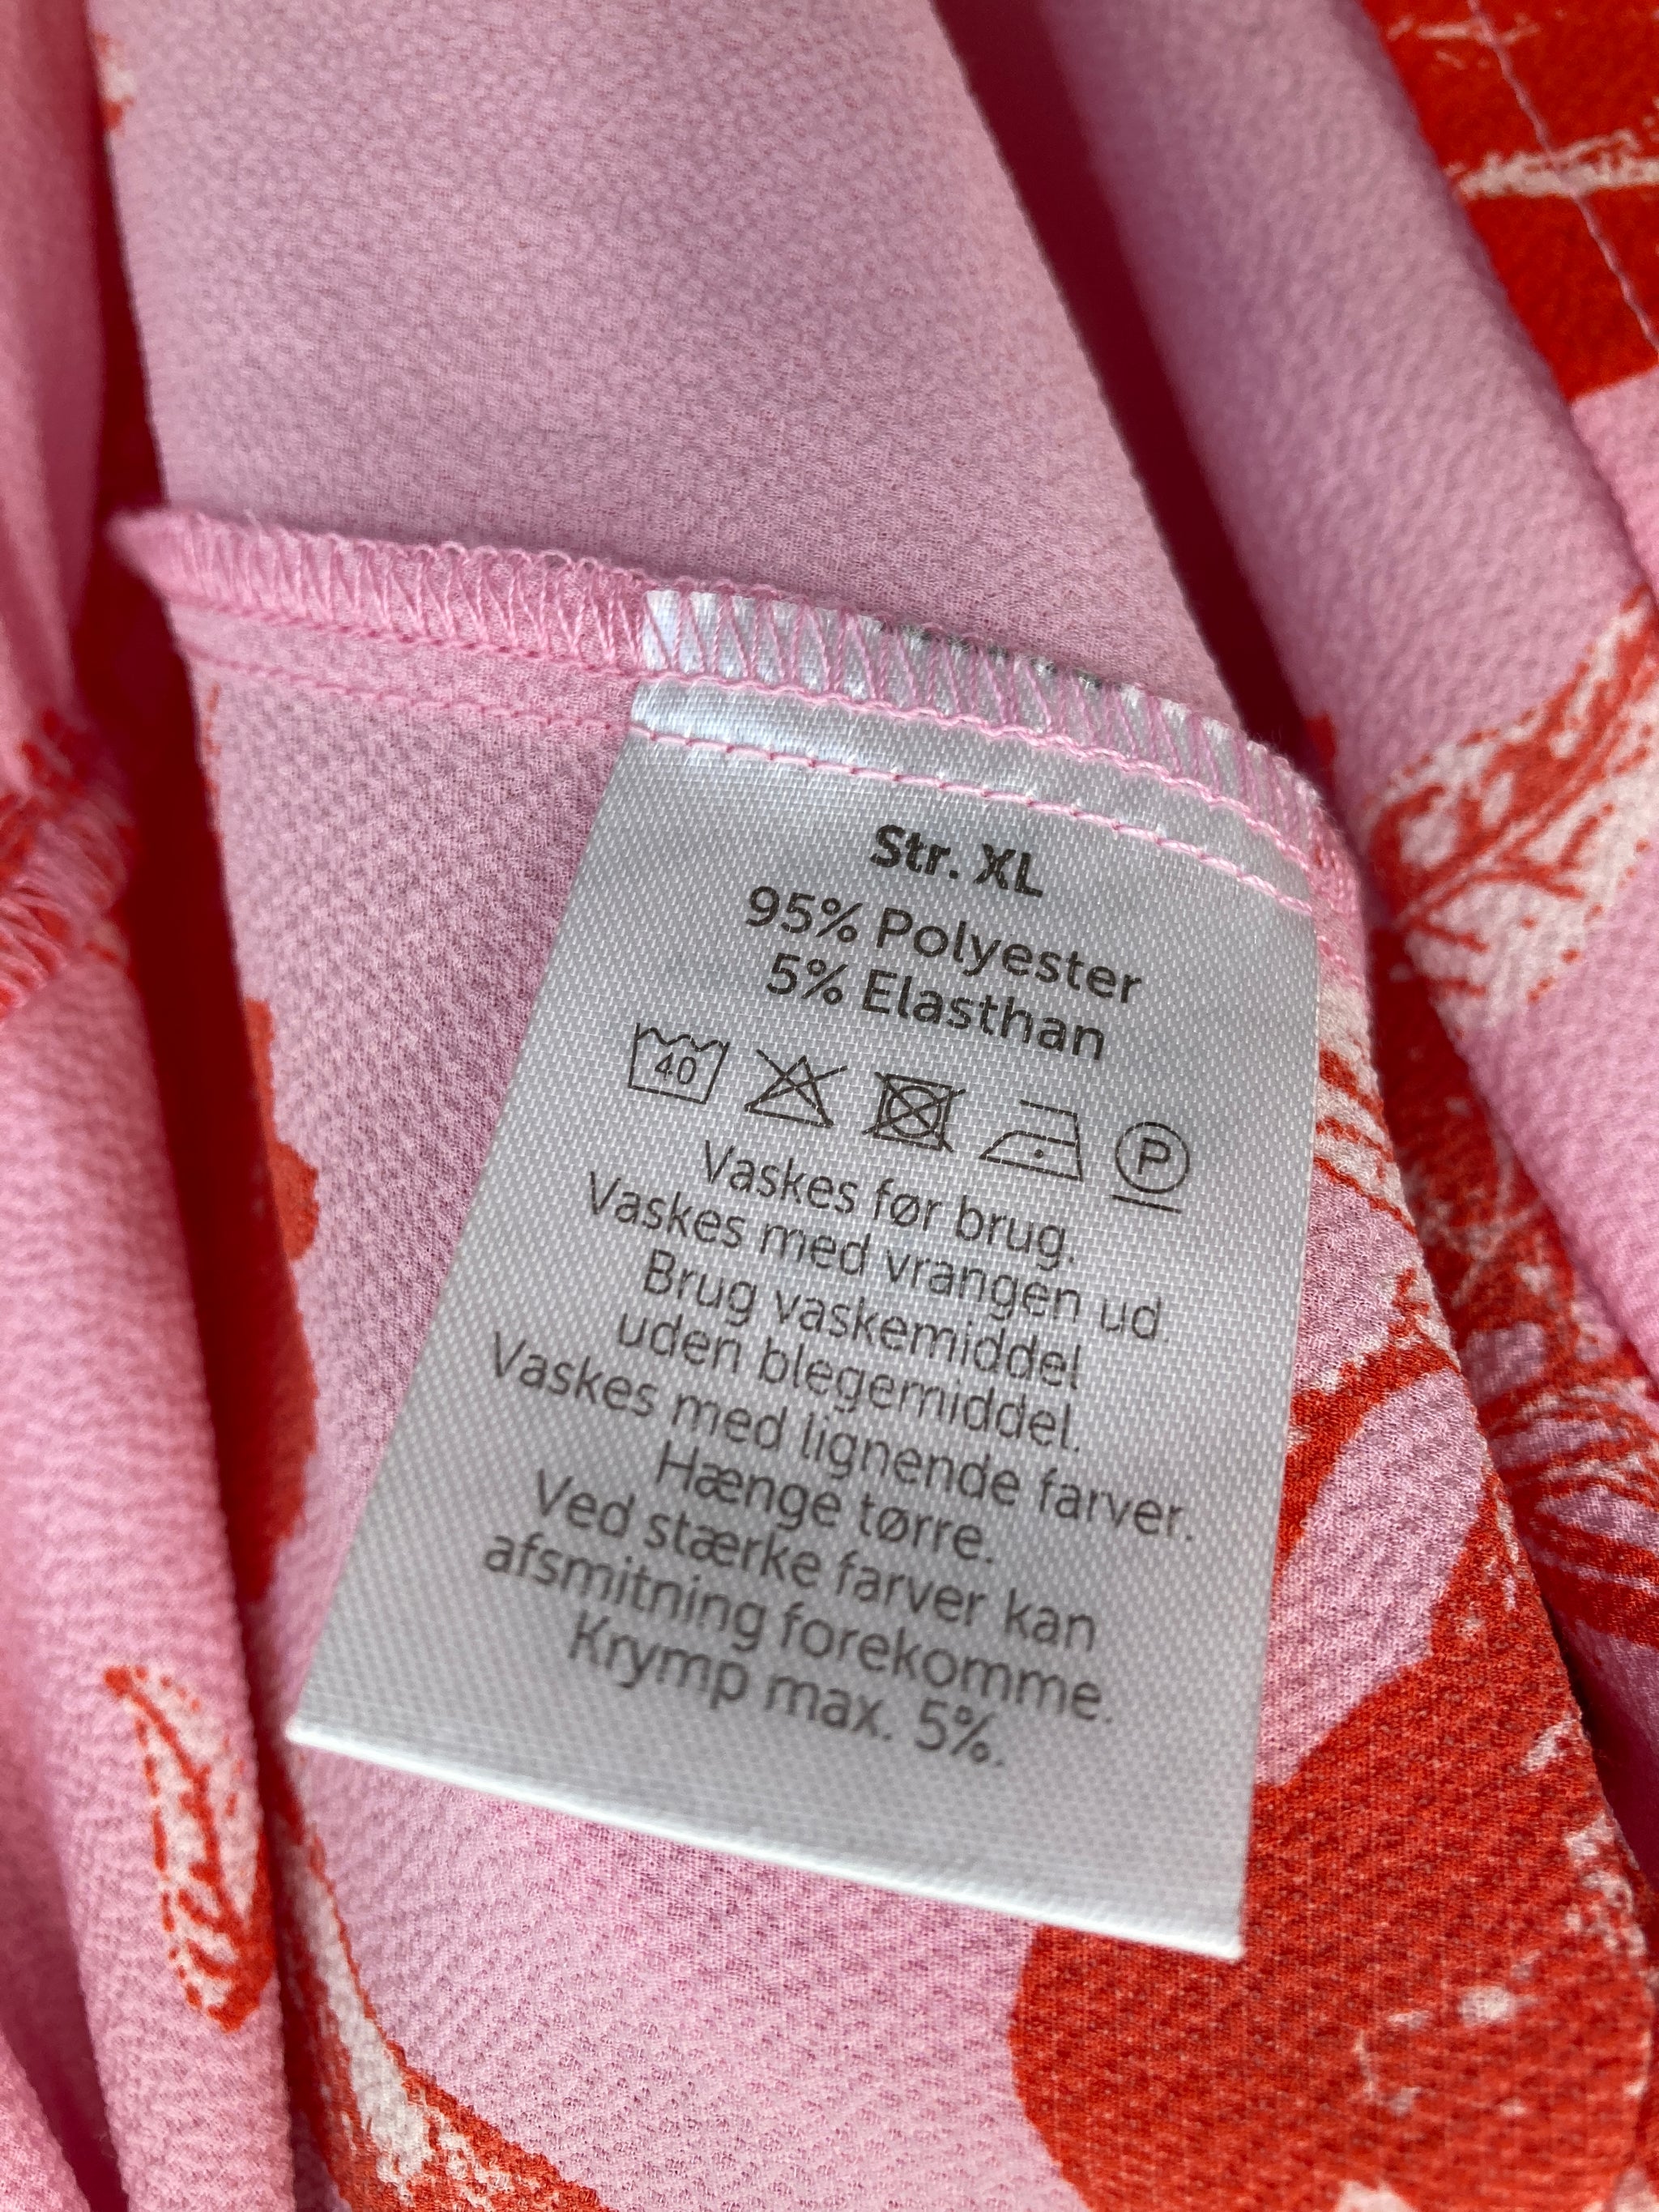 Str. XL
95% Polyester
5% Elasthan
40 P
Vaskes før brug.
Vaskes med vrangen ud.
Brug vaskemiddel
uden blegemiddel.
Vaskes med lignende farver.
Hænge tørre.
Ved stærke farver kan
afsmitning forekomme.
Krymp max. 5%.